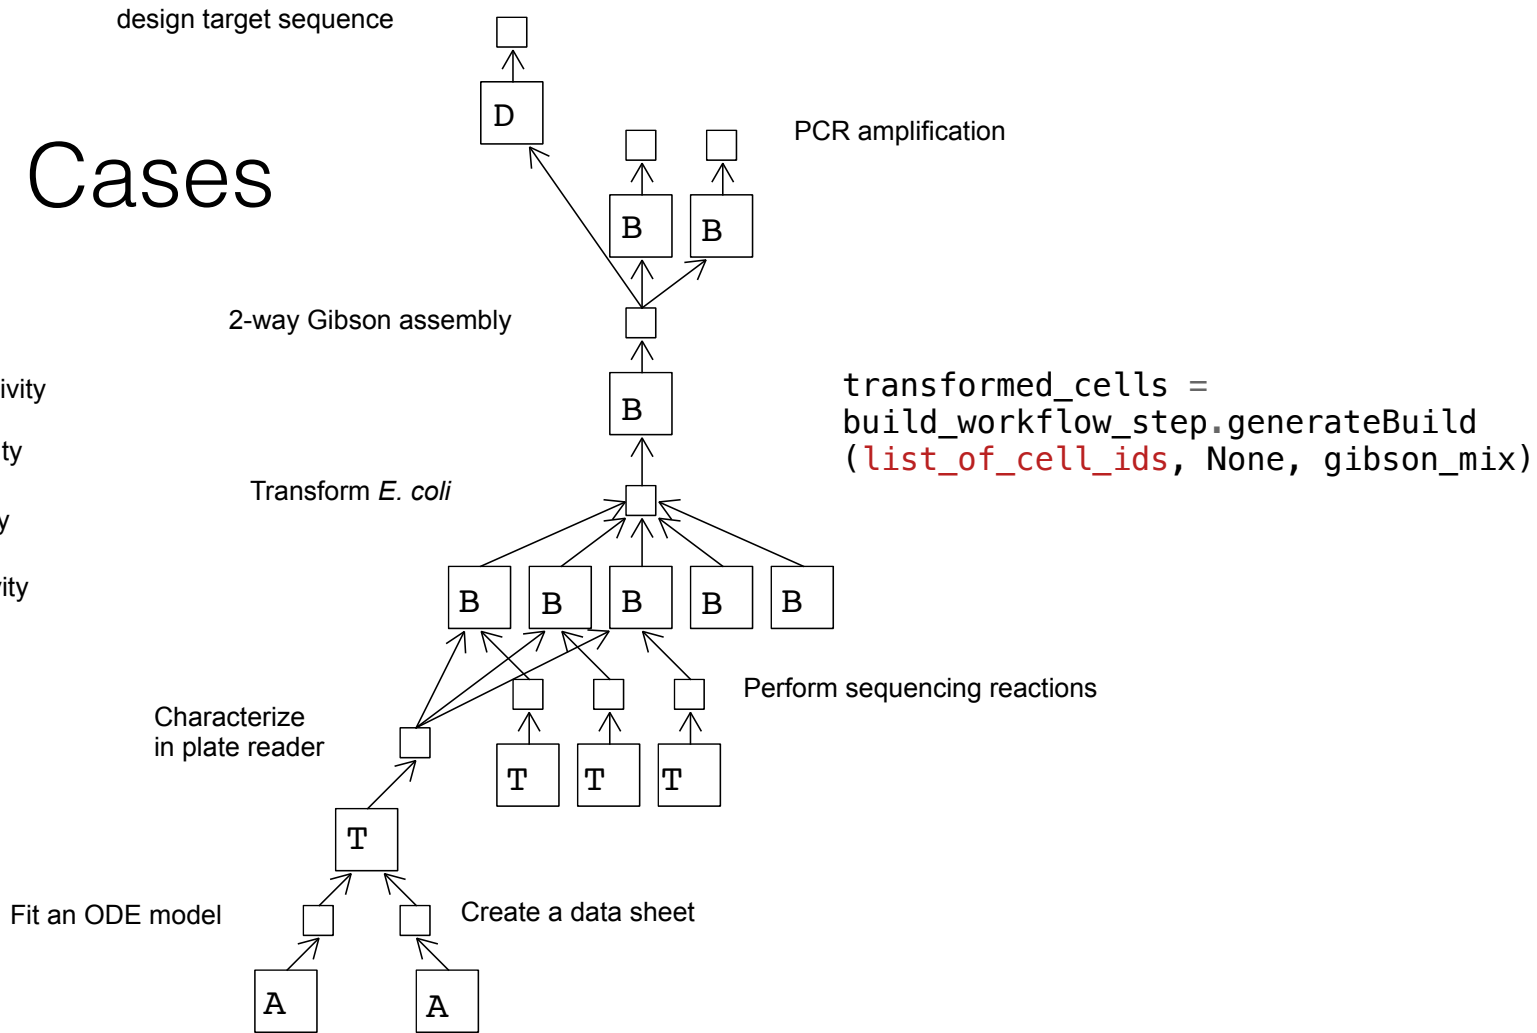 design target sequence
D
PCR amplification
Cases
B
B
2-way Gibson assembly
B
transformed_cells =
build_workflow_step.generateBuild
(list_of_cell_ids, None, gibson_mix)
Transform E. coli
B
B
B
B
B
Perform sequencing reactions
Characterize
in plate reader
T
T
T
T
Fit an ODE model
Create a data sheet
A
A